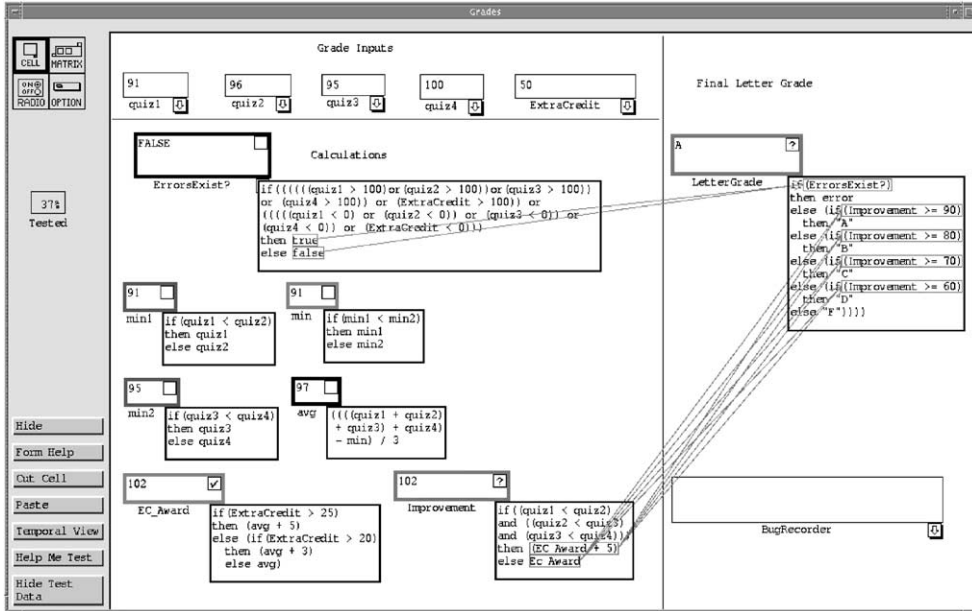 Grades
CELL
MATRIX
ON
OFF
RADIO
OPTION
37%
Tested
Hide
Form Help
Cut Cell
Paste
Temporal View
Help Me Test
Hide Test
Data
Grade Inputs
91
quiz1
96
quiz2
95
quiz3
100
quiz4
50
ExtraCredit
Calculations
FALSE
ErrorsExist?
if((((((quiz1 > 100)or(quiz2 > 100))or(quiz3 > 100))
or (quiz4 > 100)) or (ExtraCredit > 100)) or
(((((quiz1 < 0) or (quiz2 < 0)) or (quiz3 < 0)) or
(quiz4 < 0)) or (ExtraCredit < 0)))
then true
else false
91
min1
if(quiz1 < quiz2)
then quiz1
else quiz2
91
min
if(min1 < min2)
then min1
else min2
95
min2
if(quiz3 < quiz4)
then quiz3
else quiz4
97
avg
((((quiz1 + quiz2)
+ quiz3) + quiz4)
- min) / 3
102
EC_Award
if(ExtraCredit > 25)
then (avg + 5)
else (if(ExtraCredit > 20)
then (avg + 3)
else avg)
102
?
Improvement
if((quiz1 < quiz2)
and ((quiz2 < quiz3)
and (quiz3 < quiz4)))
then (EC_Award + 5)
else Ec_Award
Final Letter Grade
A
?
LetterGrade
if(ErrorsExist?)
then error
else (if(Improvement >= 90)
then "A"
else (if(Improvement >= 80)
then "B"
else (if(Improvement >= 70)
then "C"
else (if(Improvement >= 60)
then "D"
else "F"))))
BugRecorder